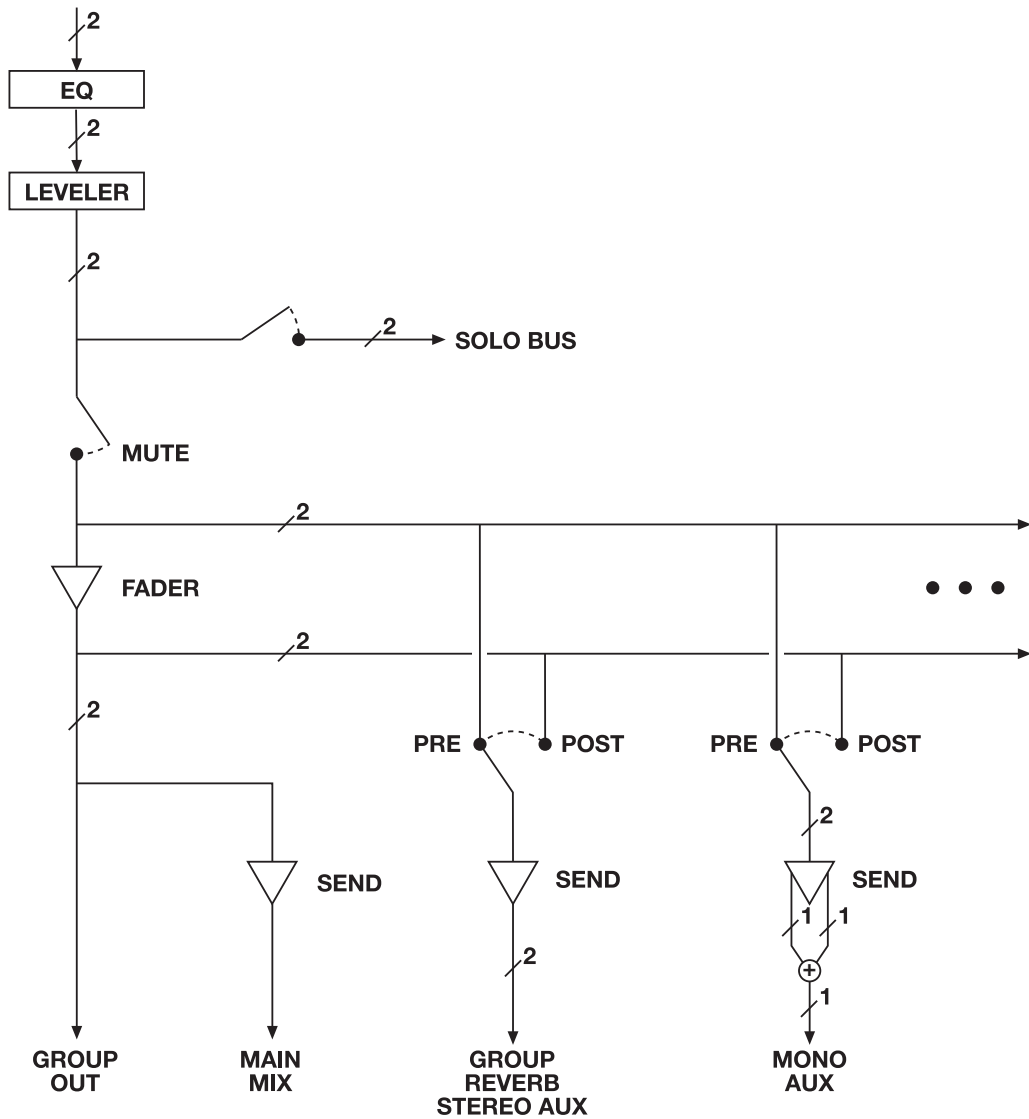 2
EQ
2
LEVELER
2
2
SOLO BUS
MUTE
2
FADER
2
2
PRE
POST
PRE
POST
2
SEND
SEND
SEND
1
1
2
+
1
GROUP
OUT
MAIN
MIX
GROUP
REVERB
STEREO AUX
MONO
AUX